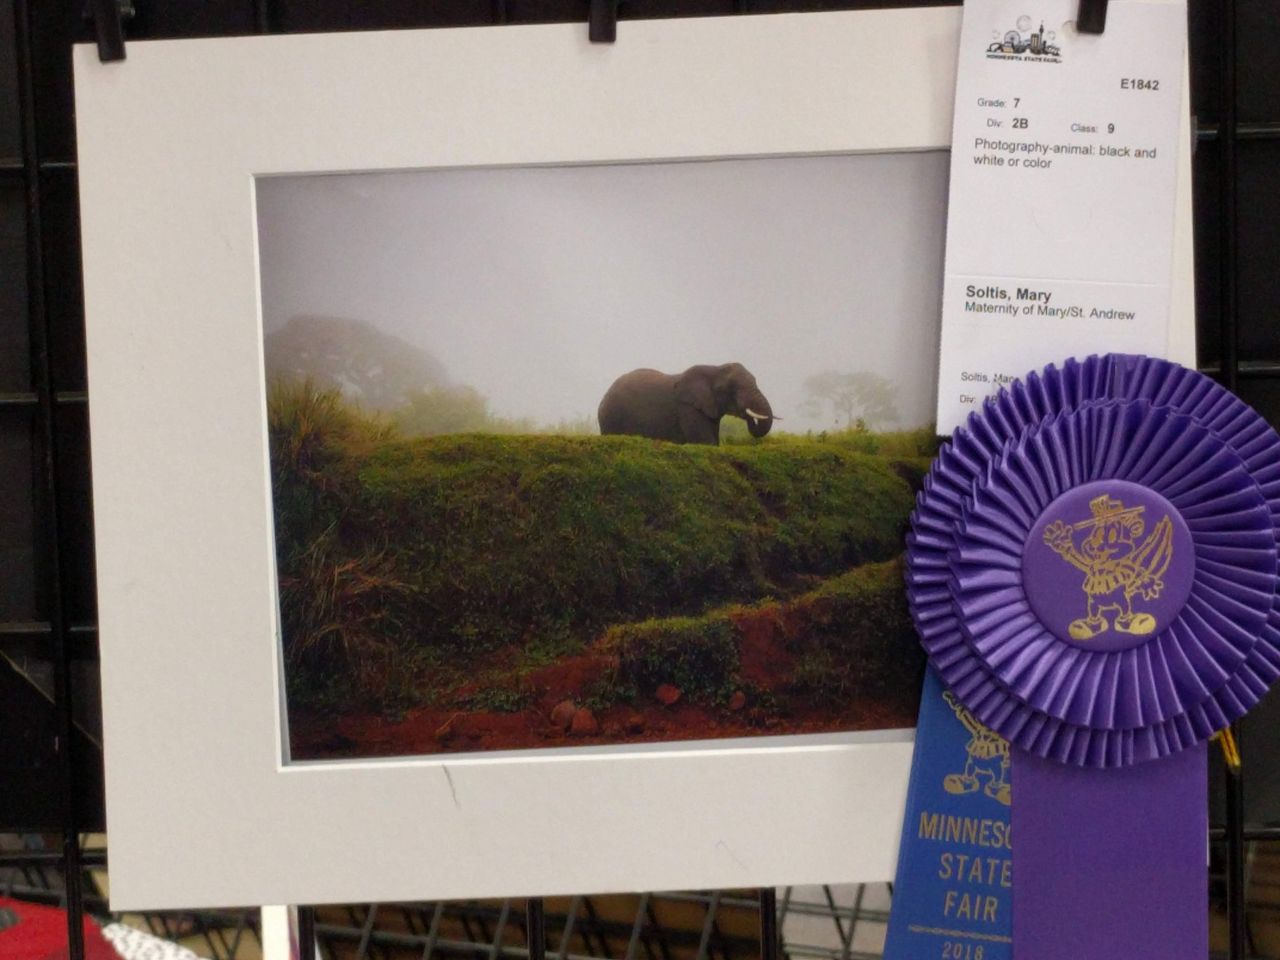 MINNESOTA STATE FAIR
E1842
Grade: 7
Div: 2B Class: 9
Photography-animal: black and
white or color
Soltis, Mary
Maternity of Mary/St. Andrew
Soltis, Mary
Div:
MINNESO
STATE
FAIR
2018